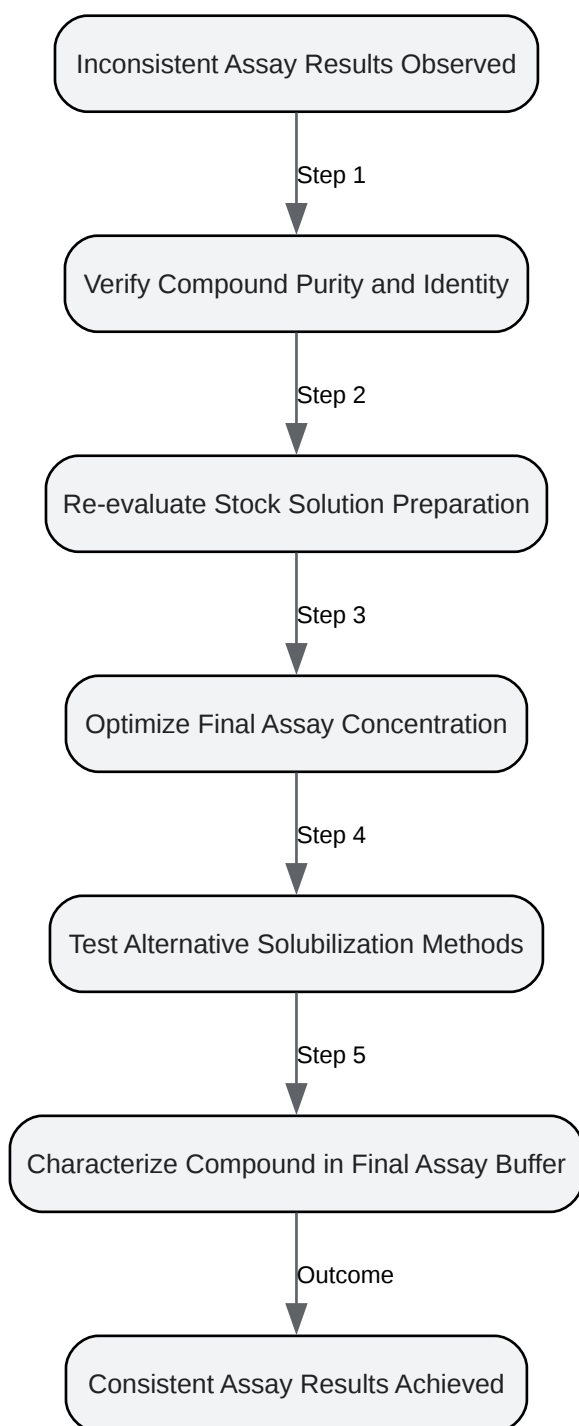 Inconsistent Assay Results Observed
Step 1
Verify Compound Purity and Identity
Step 2
Re-evaluate Stock Solution Preparation
Step 3
Optimize Final Assay Concentration
Step 4
Test Alternative Solubilization Methods
Step 5
Characterize Compound in Final Assay Buffer
Outcome
Consistent Assay Results Achieved